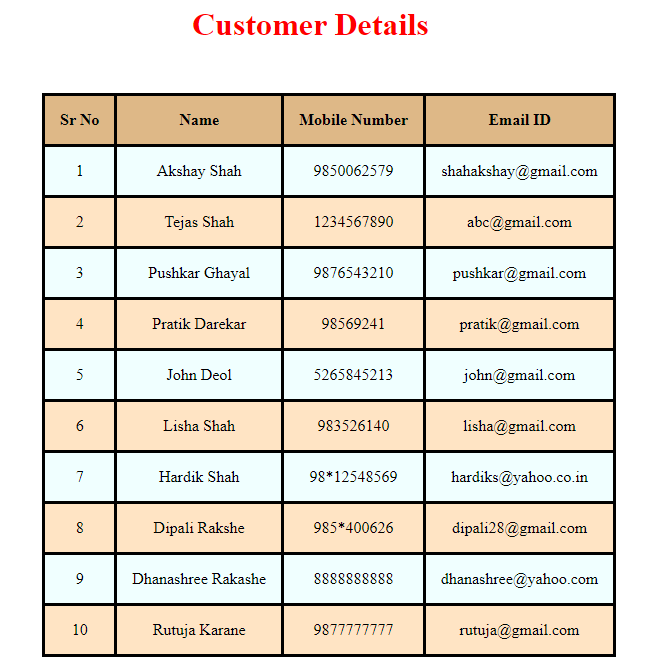 Customer Details
Sr No Name Mobile Number Email ID
1 Akshay Shah 9850062579 shahakshay@gmail.com
2 Tejas Shah 1234567890 abc@gmail.com
3 Pushkar Ghayal 9876543210 pushkar@gmail.com
4 Pratik Darekar 98569241 pratik@gmail.com
5 John Deol 5265845213 john@gmail.com
6 Lisha Shah 983526140 lisha@gmail.com
7 Hardik Shah 98*12548569 hardiks@yahoo.co.in
8 Dipali Rakshe 985*400626 dipali28@gmail.com
9 Dhanashree Rakashe 8888888888 dhanashree@yahoo.com
10 Rutuja Karane 9877777777 rutuja@gmail.com